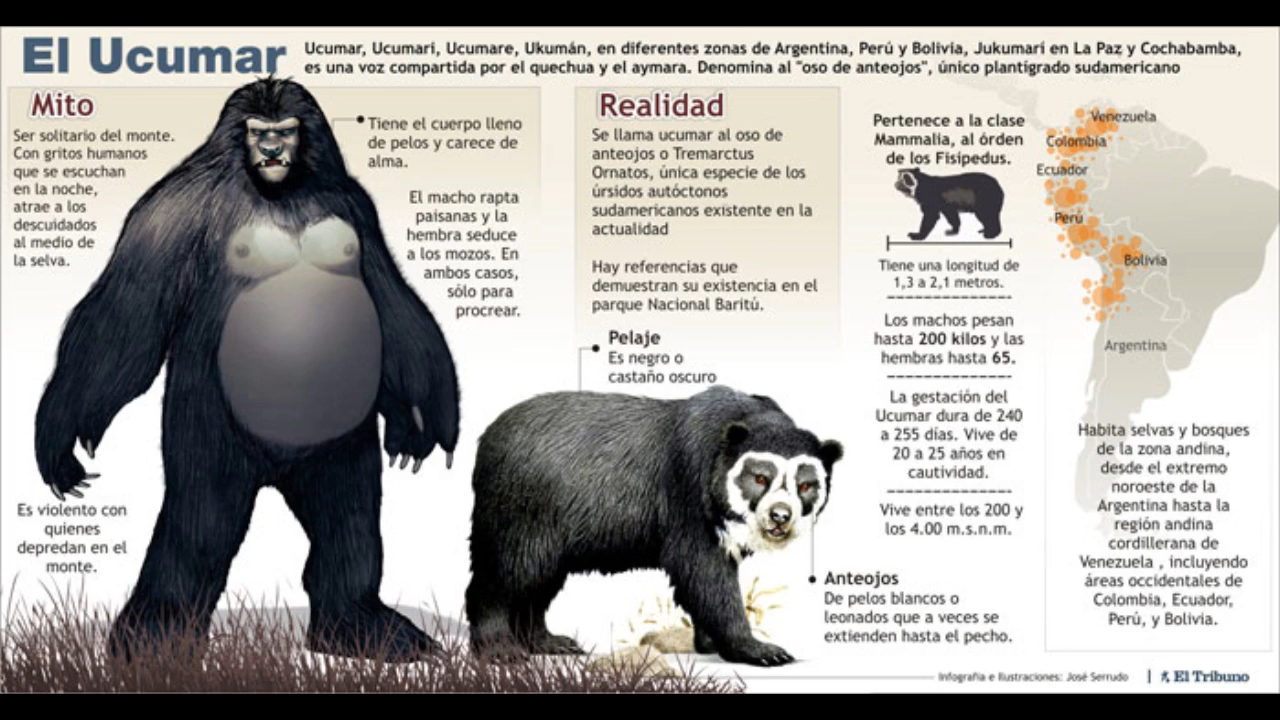 El Ucumar
Ucumar, Ucumari, Ucumare, Ukumán, en diferentes zonas de Argentina, Perú y Bolivia, Jukumari en La Paz y Cochabamba,
es una voz compartida por el quechua y el aymara. Denomina al "oso de anteojos", único plantígrado sudamericano
Mito
Ser solitario del monte.
Con gritos humanos
que se escuchan
en la noche,
atrae a los
descuidados
al medio de
la selva.
Tiene el cuerpo lleno
de pelos y carece de
alma.
El macho rapta
paisanas y la
hembra seduce
a los mozos. En
ambos casos,
sólo para
procrear.
Es violento con
quienes
depredan en el
monte.
Realidad
Se llama ucumar al oso de
anteojos o Tremarctus
Ornatos, única especie de los
úrsidos autóctonos
sudamericanos existente en la
actualidad
Hay referencias que
demuestran su existencia en el
parque Nacional Baritú.
Pelaje
Es negro o
castaño oscuro
Anteojos
De pelos blancos o
leonados que a veces se
extienden hasta el pecho.
Pertenece a la clase
Mammalia, al órden
de los Fisipedus.
Tiene una longitud de
1,3 a 2,1 metros.
Los machos pesan
hasta 200 kilos y las
hembras hasta 65.
La gestación del
Ucumar dura de 240
a 255 días. Vive de
20 a 25 años en
cautividad.
Vive entre los 200 y
los 4.00 m.s.n.m.
Venezuela
Colombia
Ecuador
Perú
Bolivia
Argentina
Habita selvas y bosques
de la zona andina,
desde el extremo
noroeste de la
Argentina hasta la
región andina
cordillerana de
Venezuela , incluyendo
áreas occidentales de
Colombia, Ecuador,
Perú, y Bolivia.
Infografía e Ilustraciones: José Serrudo
El Tribuno